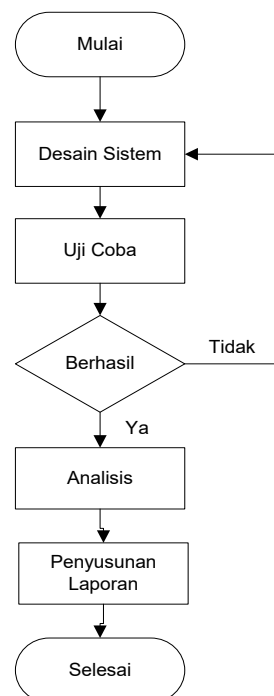 Mulai
Desain Sistem
Uji Coba
Berhasil
Tidak
Ya
Analisis
Penyusunan
Laporan
Selesai